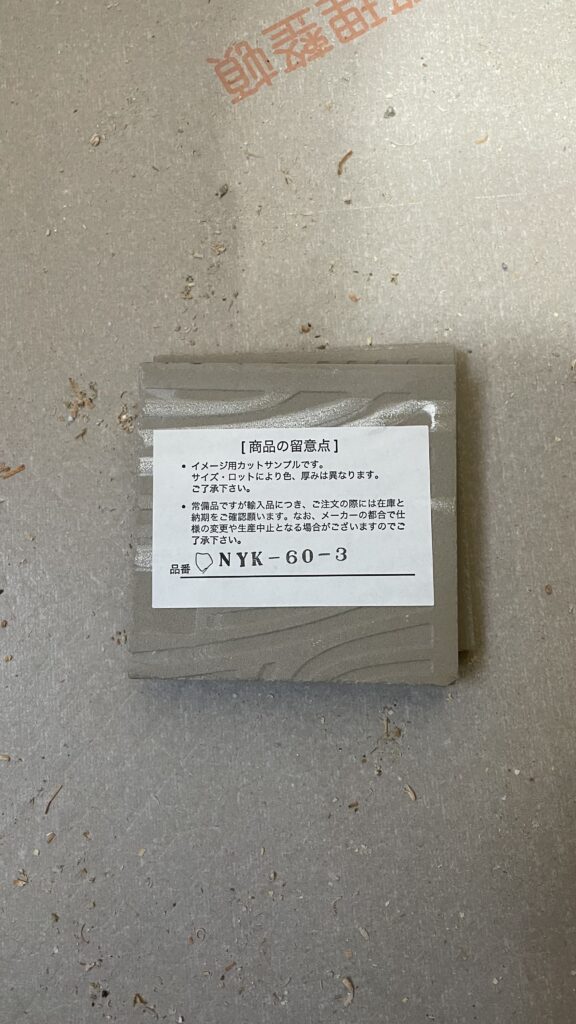 理整頓
[ 商品の留意点 ]
• イメージ用カットサンプルです。
サイズ・ロットにより色、厚みは異なります。
ご了承下さい。
• 常備品ですが輸入品につき、ご注文の際には在庫と
納期をご確認願います。なお、メーカーの都合で仕
様の変更や生産中止となる場合がございますのでご
了承下さい。
品番 NYK-60-3